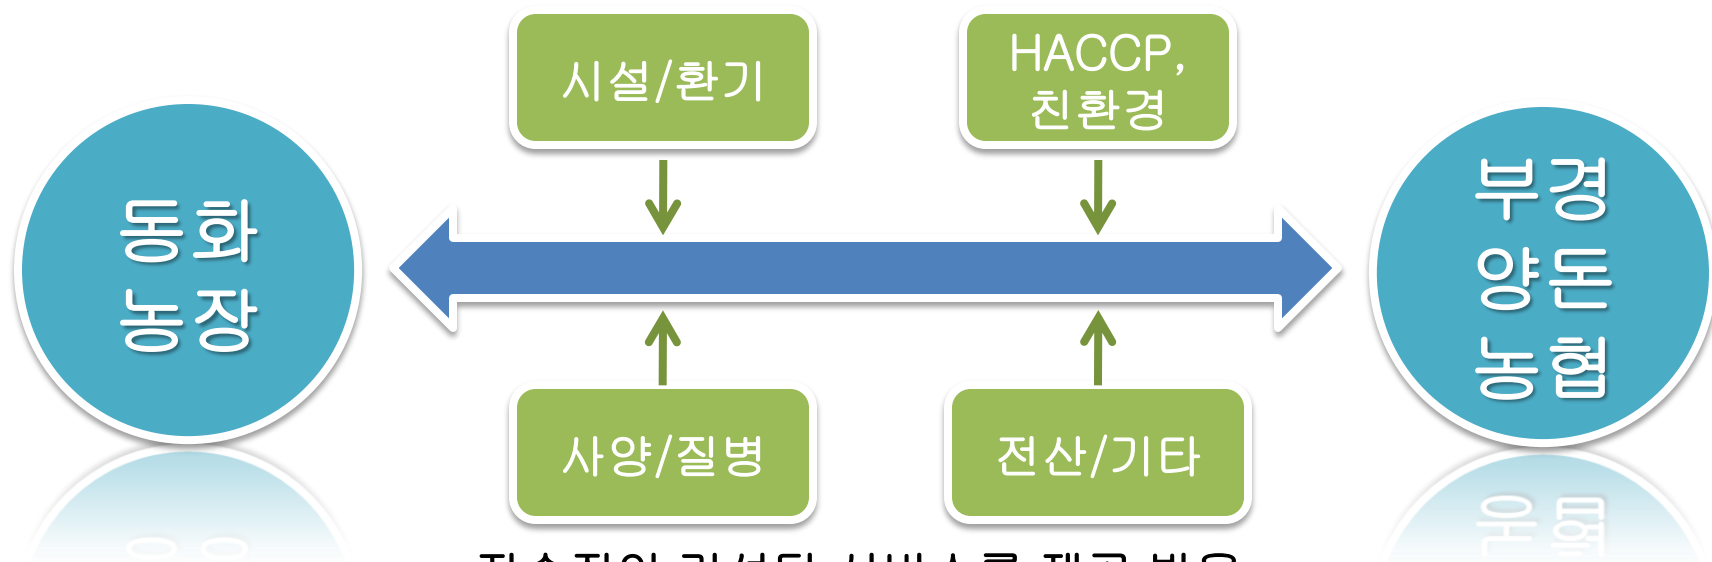 시설/환기
HACCP,
친환경
동화
농장
부경
양돈
농협
사양/질병
전산/기타